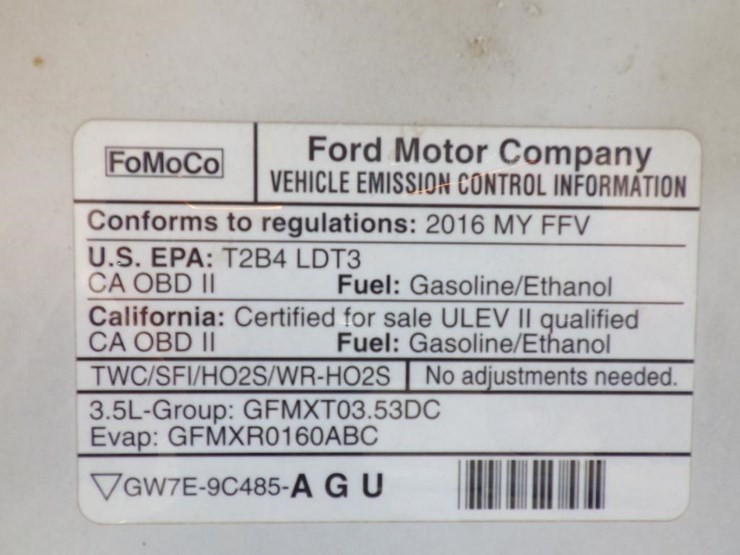 FoMoCo
Ford Motor Company
VEHICLE EMISSION CONTROL INFORMATION
Conforms to regulations: 2016 MY FFV
U.S. EPA: T2B4 LDT3
CA OBD II Fuel: Gasoline/Ethanol
California: Certified for sale ULEV II qualified
CA OBD II Fuel: Gasoline/Ethanol
TWC/SFI/HO2S/WR-HO2S No adjustments needed.
3.5L-Group: GFMXT03.53DC
Evap: GFMXR0160ABC
GW7E-9C485-A G U